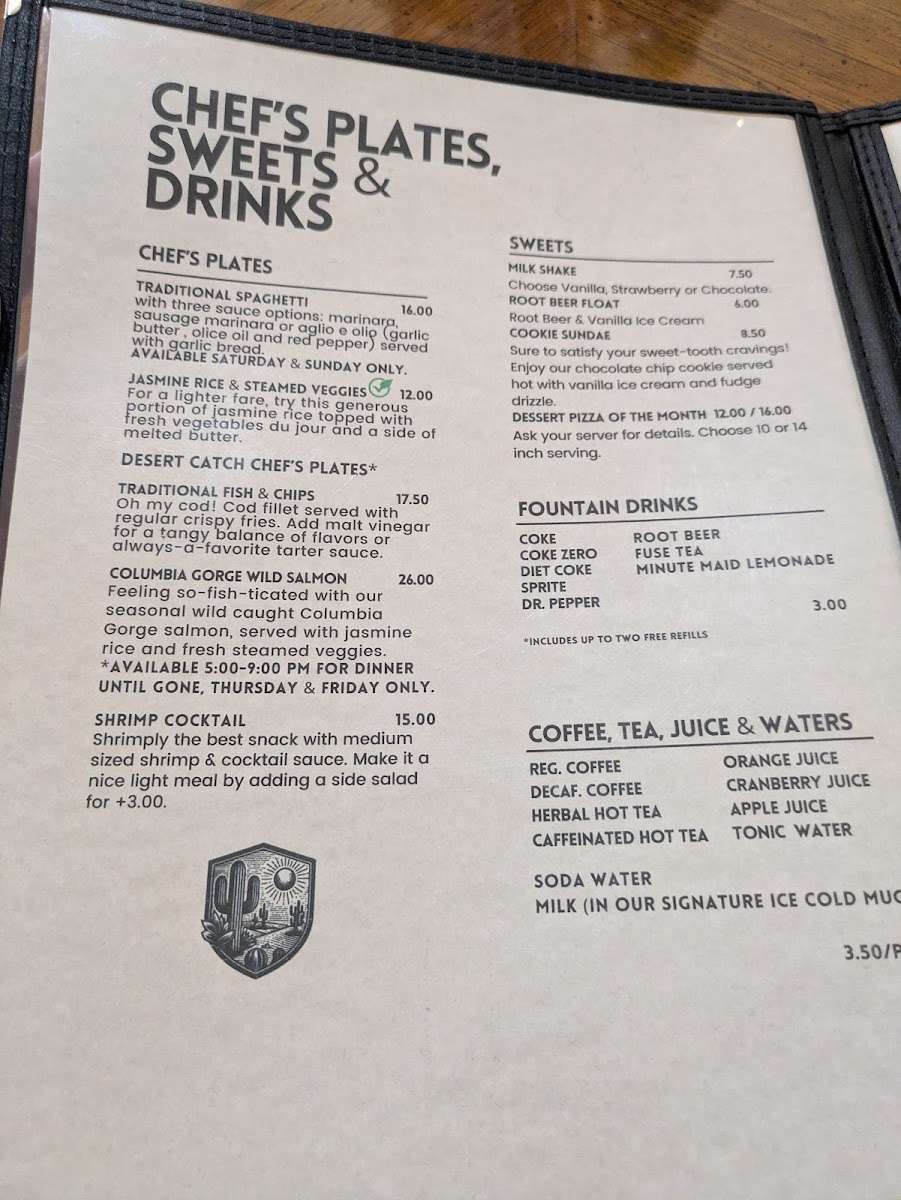 CHEF'S PLATES,
SWEETS &
DRINKS
CHEF'S PLATES
TRADITIONAL SPAGHETTI 16.00
with three sauce options: marinara,
sausage marinara or aglio e olio (garlic
butter , olice oil and red pepper) served
with garlic bread.
AVAILABLE SATURDAY & SUNDAY ONLY.
JASMINE RICE & STEAMED VEGGIES 12.00
For a lighter fare, try this generous
portion of jasmine rice topped with
fresh vegetables du jour and a side of
melted butter.
DESERT CATCH CHEF'S PLATES*
TRADITIONAL FISH & CHIPS 17.50
Oh my cod! Cod fillet served with
regular crispy fries. Add malt vinegar
for a tangy balance of flavors or
always-a-favorite tarter sauce.
COLUMBIA GORGE WILD SALMON 26.00
Feeling so-fish-ticated with our
seasonal wild caught Columbia
Gorge salmon, served with jasmine
rice and fresh steamed veggies.
*AVAILABLE 5:00-9:00 PM FOR DINNER
UNTIL GONE, THURSDAY & FRIDAY ONLY.
SHRIMP COCKTAIL 15.00
Shrimply the best snack with medium
sized shrimp & cocktail sauce. Make it a
nice light meal by adding a side salad
for +3.00.
SWEETS
MILK SHAKE 7.50
Choose Vanilla, Strawberry or Chocolate.
ROOT BEER FLOAT 6.00
Root Beer & Vanilla Ice Cream
COOKIE SUNDAE 8.50
Sure to satisfy your sweet-tooth cravings!
Enjoy our chocolate chip cookie served
hot with vanilla ice cream and fudge
drizzle.
DESSERT PIZZA OF THE MONTH 12.00 / 16.00
Ask your server for details. Choose 10 or 14
inch serving.
FOUNTAIN DRINKS
COKE ROOT BEER
COKE ZERO FUSE TEA
DIET COKE MINUTE MAID LEMONADE
SPRITE
DR. PEPPER 3.00
*INCLUDES UP TO TWO FREE REFILLS
COFFEE, TEA, JUICE & WATERS
REG. COFFEE ORANGE JUICE
DECAF. COFFEE CRANBERRY JUICE
HERBAL HOT TEA APPLE JUICE
CAFFEINATED HOT TEA TONIC WATER
SODA WATER
MILK (IN OUR SIGNATURE ICE COLD
3.50/